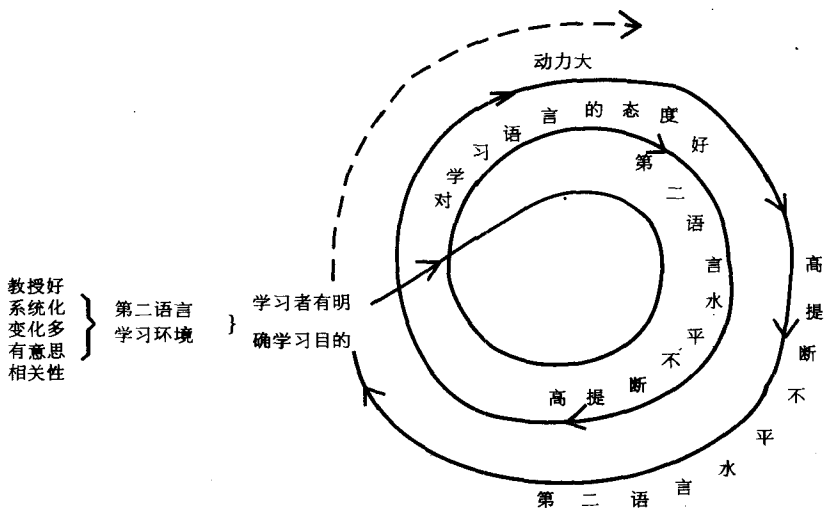 动力大
对学习语言的态度好
第二语言水平不断提高
教授好
系统化
变化多
有意思
相关性
第二语言
学习环境
学习者有明
确学习目的
第二语言水平不断提高